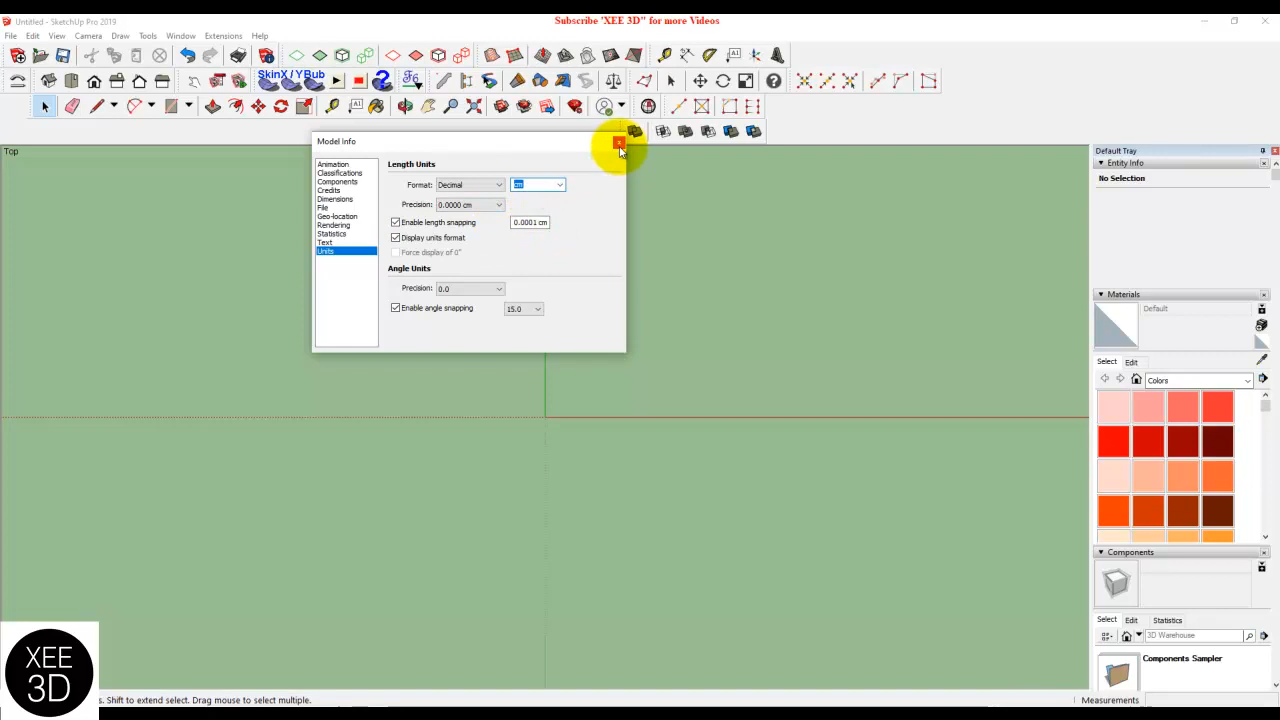 Untitled - SketchUp Pro 2019
Subscribe 'XEE 3D" for more Videos
File Edit View Camera Draw Tools Window Extensions Help
A1
SkinX / YBub
A1
Top
Model Info
Animation
Classifications
Components
Credits
Dimensions
File
Geo-location
Rendering
Statistics
Text
Units
Length Units
Format: Decimal cm
Precision: 0.0000 cm
Enable length snapping 0.0001 cm
Display units format
Force display of 0"
Angle Units
Precision: 0.0
Enable angle snapping 15.0
Default Tray
Entity Info
No Selection
Materials
Default
Select Edit
Colors
Components
Select Edit Statistics
3D Warehouse
Components Sampler
XEE
3D
s. Shift to extend select. Drag mouse to select multiple.
Measurements